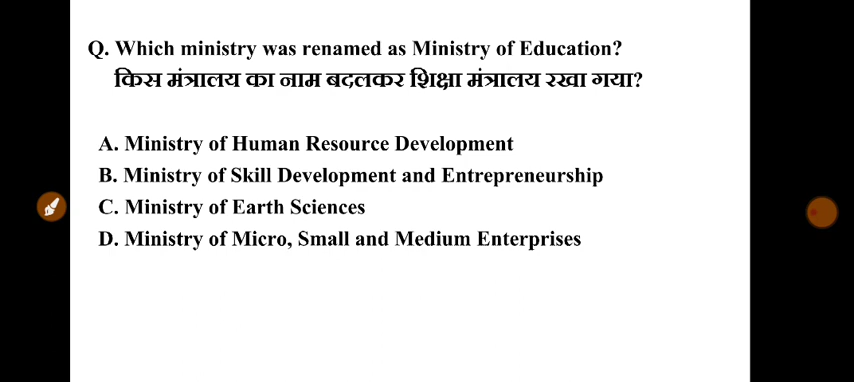 Q. Which ministry was renamed as Ministry of Education?
किस मंत्रालय का नाम बदलकर शिक्षा मंत्रालय रखा गया?
A. Ministry of Human Resource Development
B. Ministry of Skill Development and Entrepreneurship
C. Ministry of Earth Sciences
D. Ministry of Micro, Small and Medium Enterprises